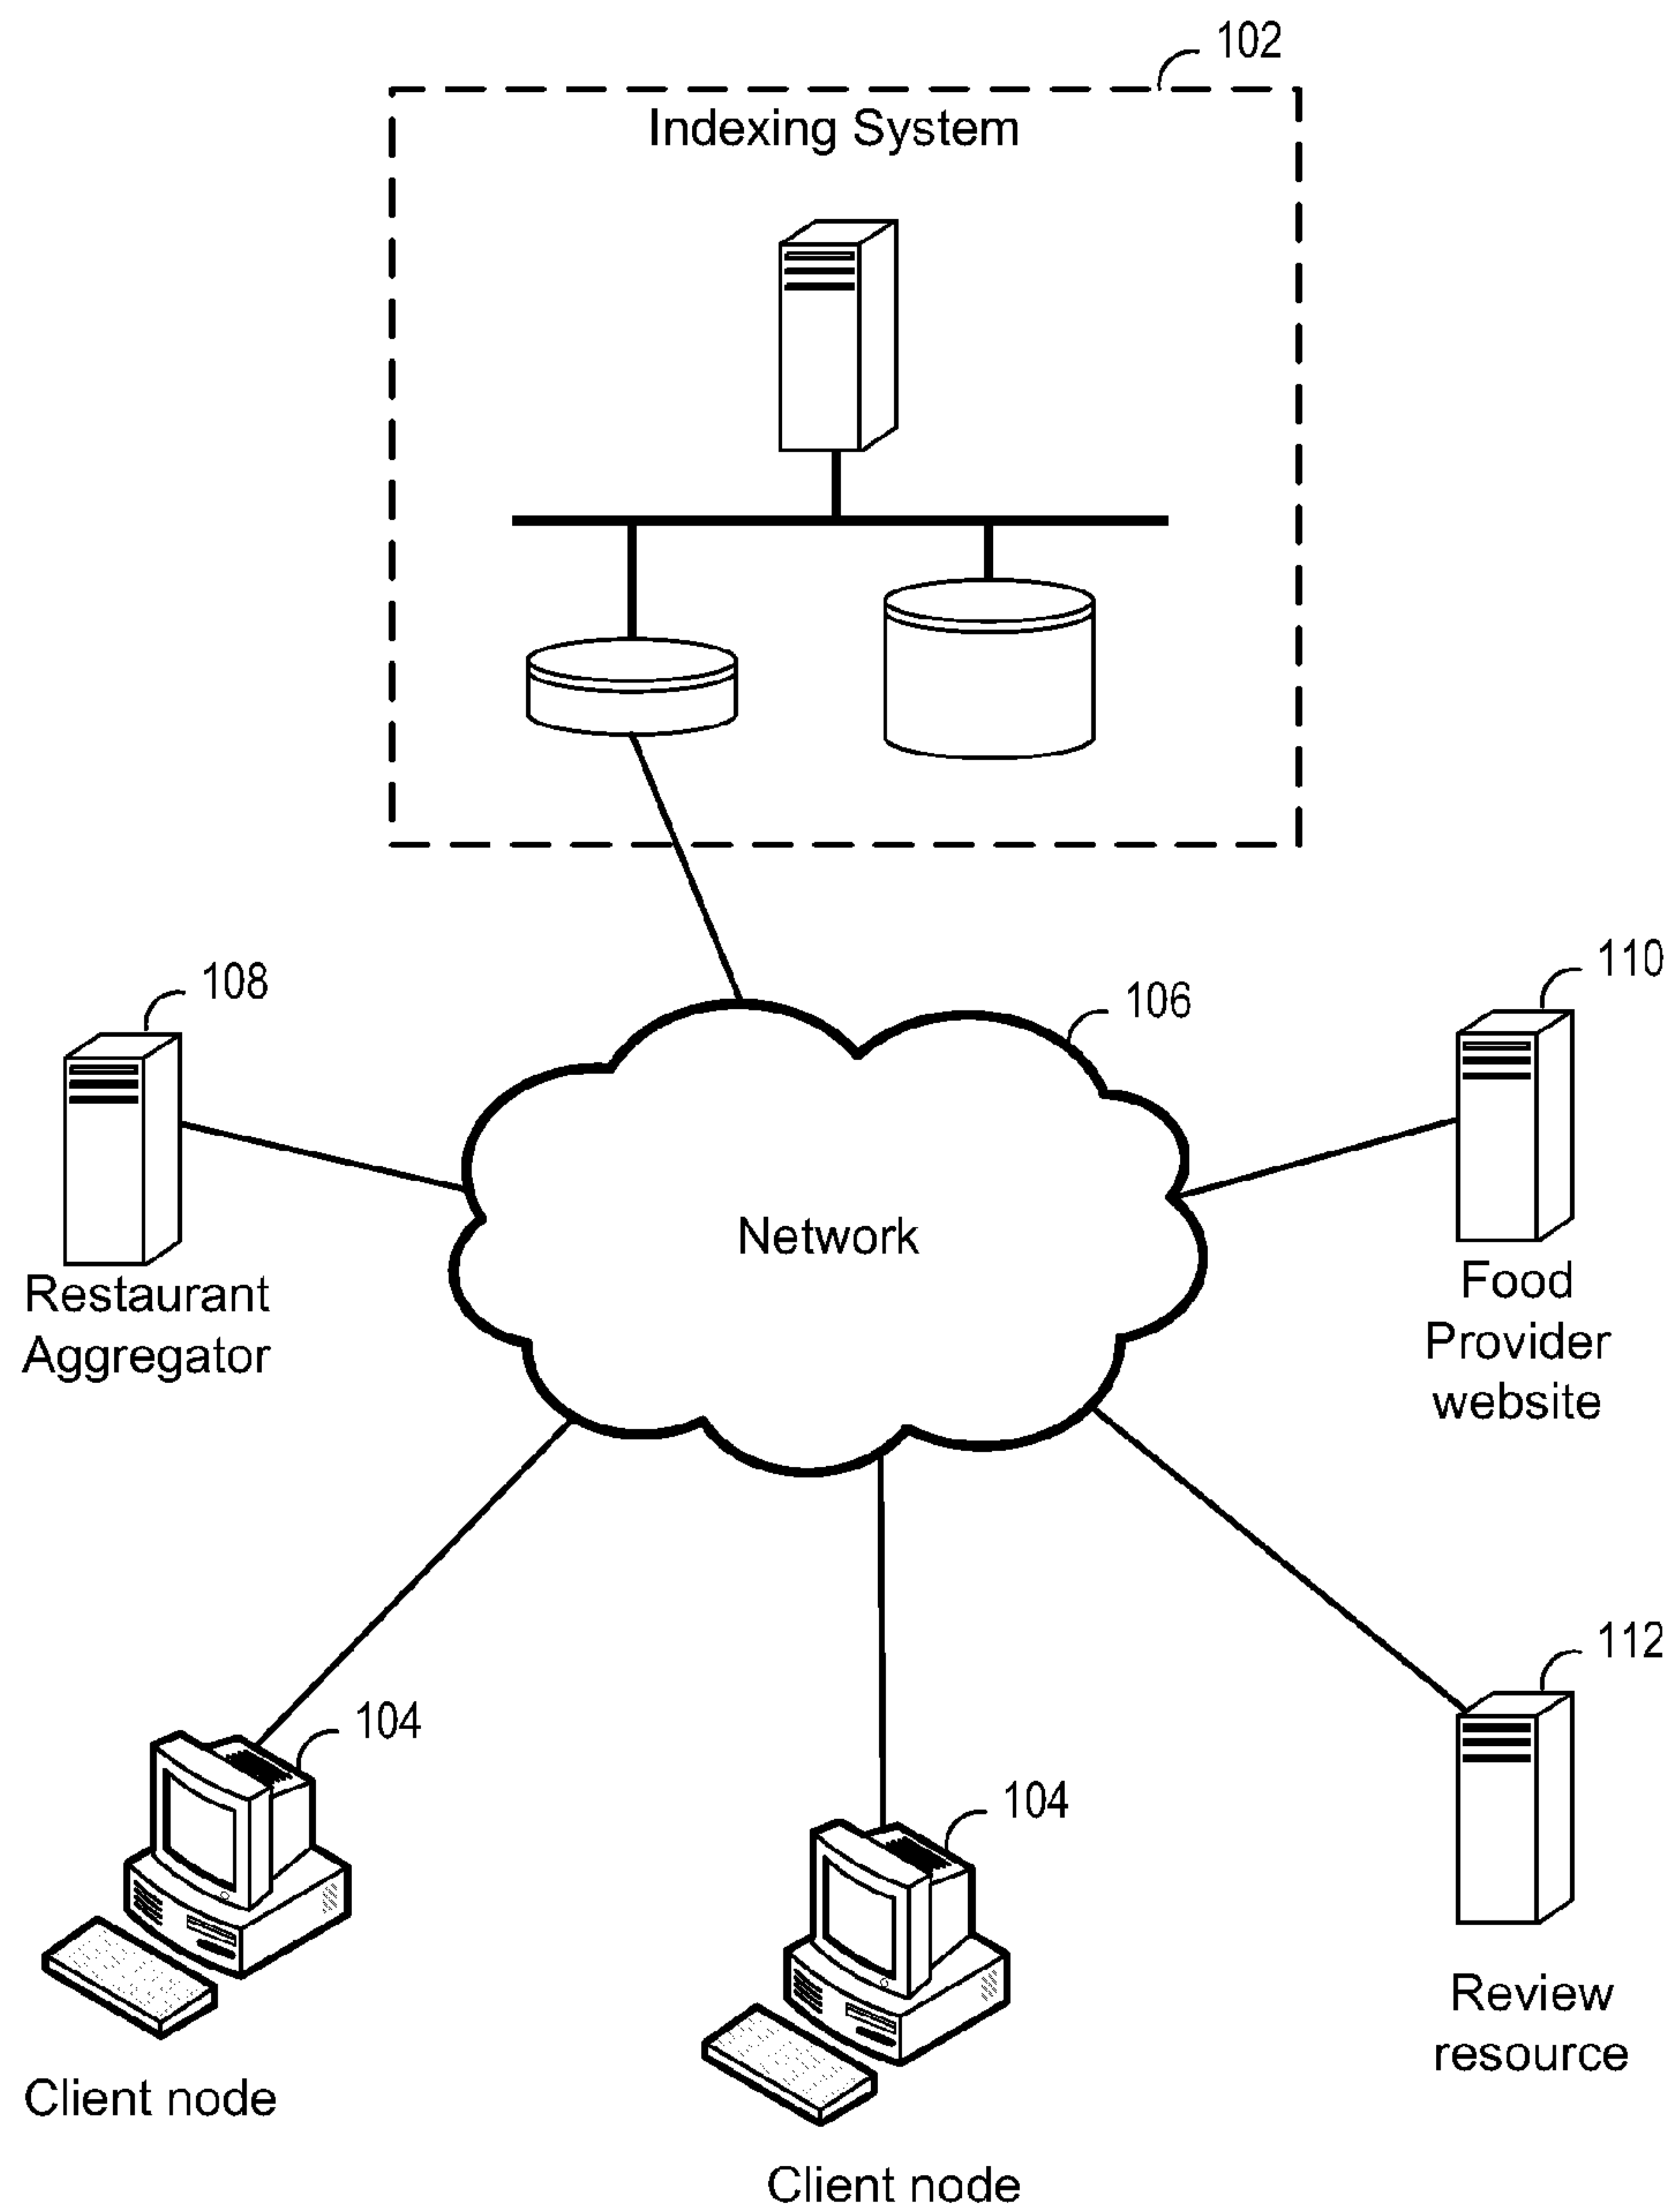 102
Indexing System
108
106
110
Network
Restaurant
Aggregator
Food
Provider
website
104
104
112
Client node
Client node
Review
resource